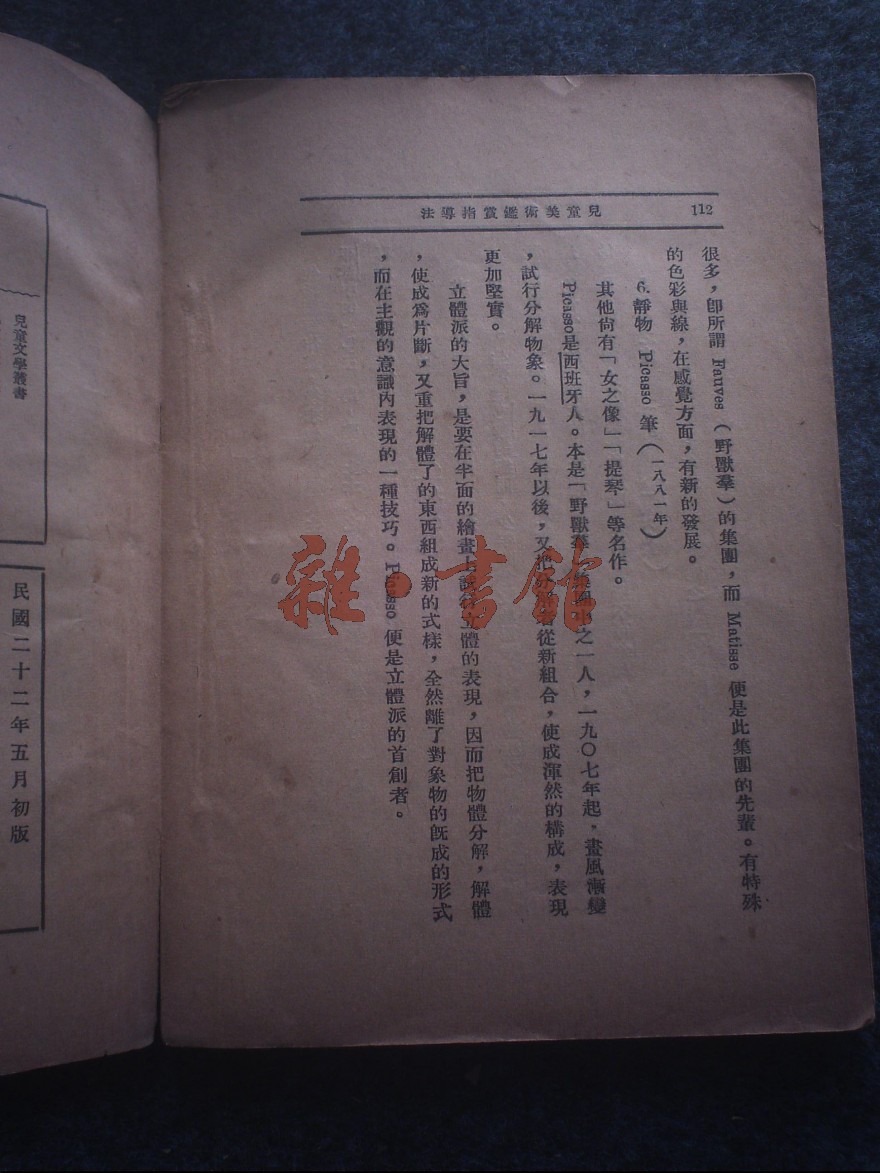 112
兒童美術鑑賞指導法
很多，卽所謂 Fauves（野獸羣）的集團，而 Matisse 便是此集團的先輩。有特殊
的色彩與線，在感覺方面，有新的發展。
6. 靜物　Picasso 筆（一八八一年）
其他尙有「女之像」「提琴」等名作。
Picasso是西班牙人。本是「野獸羣」集團中之一人，一九〇七年起，畫風漸變
，試行分解物象。一九一七年以後，又把從新組合，使成渾然的構成，表現
更加堅實。
立體派的大旨，是要在半面的繪畫上試行立體的表現，因而把物體分解，解體
，使成爲片斷，又重把解體了的東西組成新的式樣，全然離了對象物的旣成的形式
，而在主觀的意識內表現的一種技巧。Picasso 便是立體派的首創者。
兒童文學叢書
民國二十二年五月初版
雜·書館